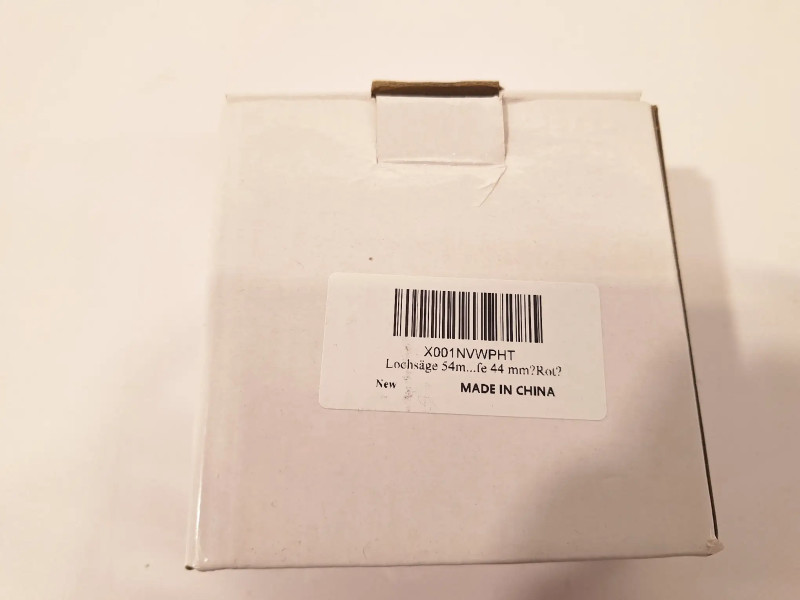 X001NVWPHT
Lochsäge 54m...fe 44 mm?Rot?
New
MADE IN CHINA